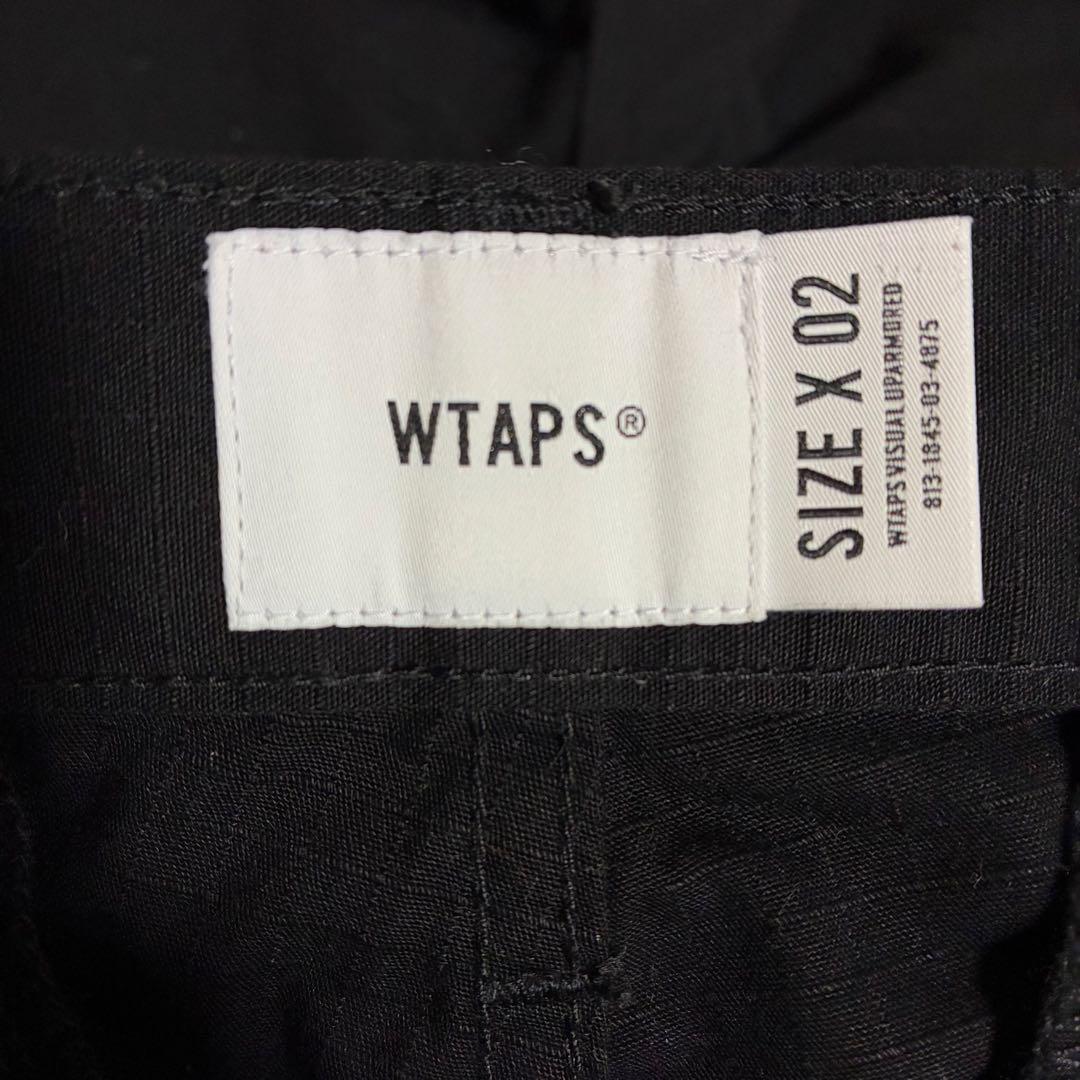 WTAPS®
SIZE X 02
WTAPS VISUAL UPARMORED
813-1845-03-4875